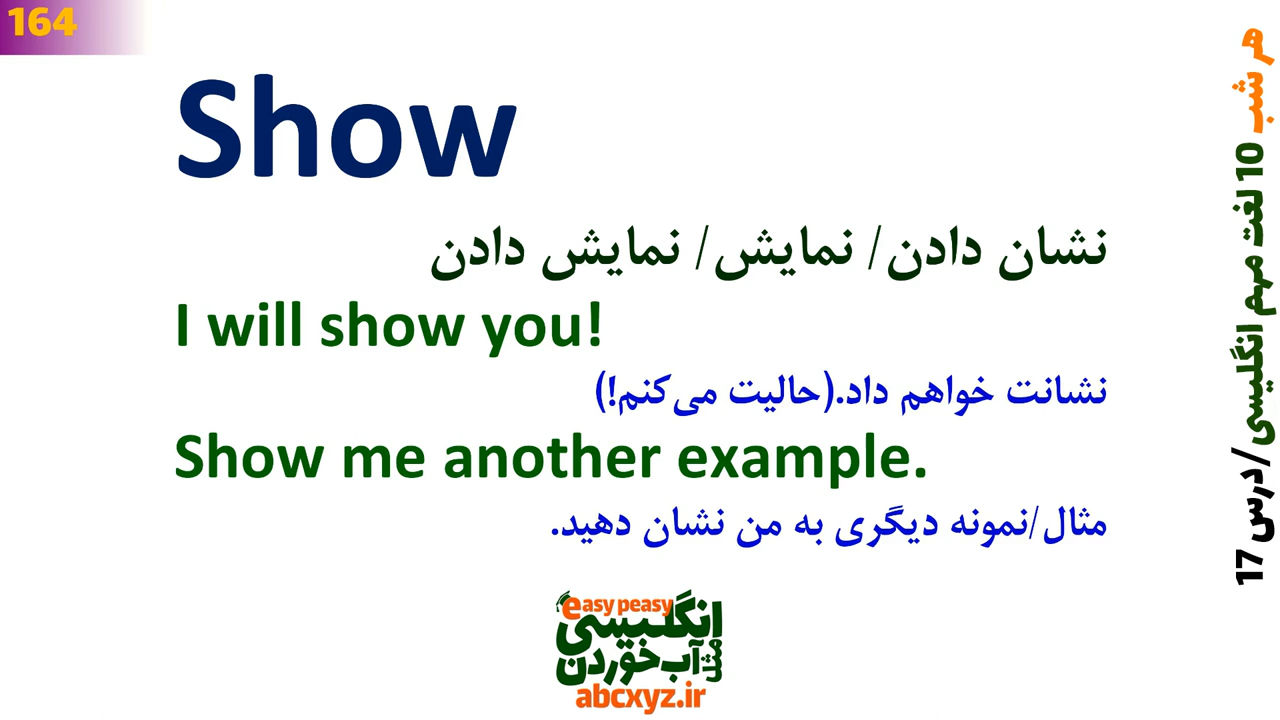 164
Show
نشان دادن/ نمایش/ نمایش دادن
I will show you!
نشانت خواهم داد.(حالیت می‌کنم!)
Show me another example.
مثال/نمونه دیگری به من نشان دهید.
هر شب 10 لغت مهم انگلیسی/درس 17
easy peasy
انگلیسی
مثل آب خوردن
abcxyz.ir